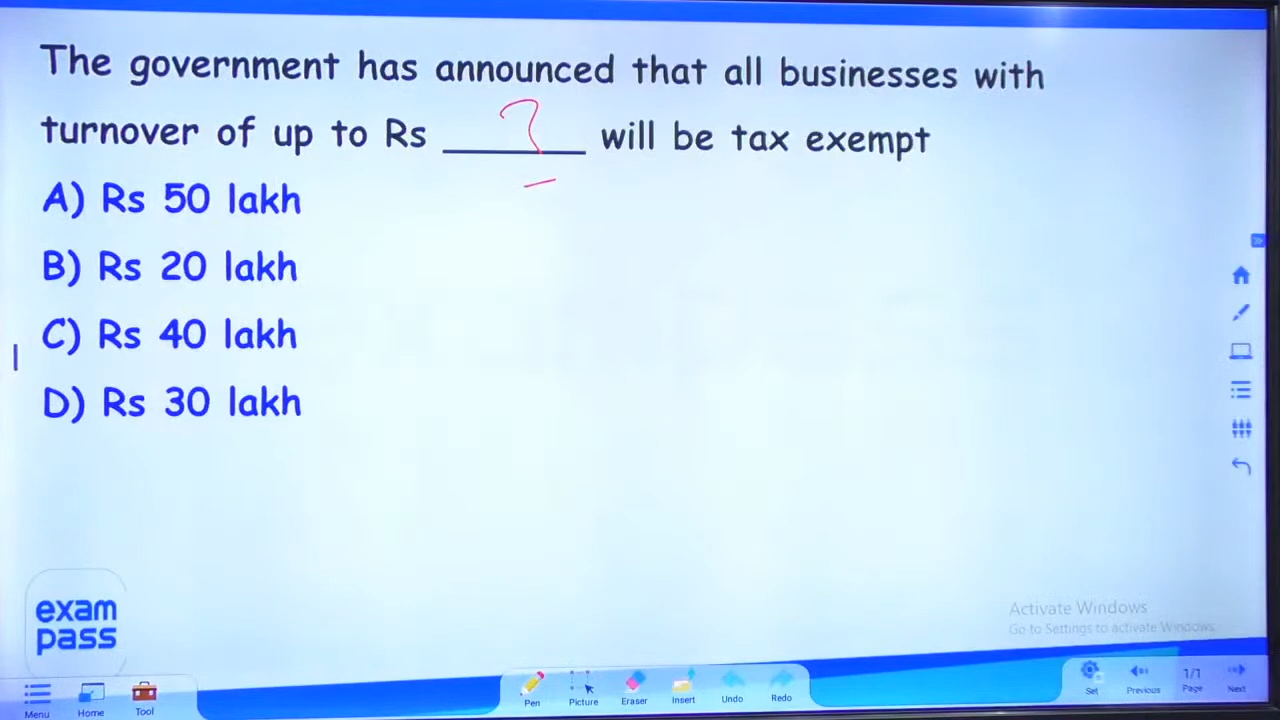 The government has announced that all businesses with
turnover of up to Rs ______ will be tax exempt
?
A) Rs 50 lakh
B) Rs 20 lakh
C) Rs 40 lakh
D) Rs 30 lakh
exam
pass
Activate Windows
Go to Settings to activate Windows.
Menu
Home
Tool
Pen
Picture
Eraser
Insert
Undo
Redo
Set
Previous
1/1
Page
Next